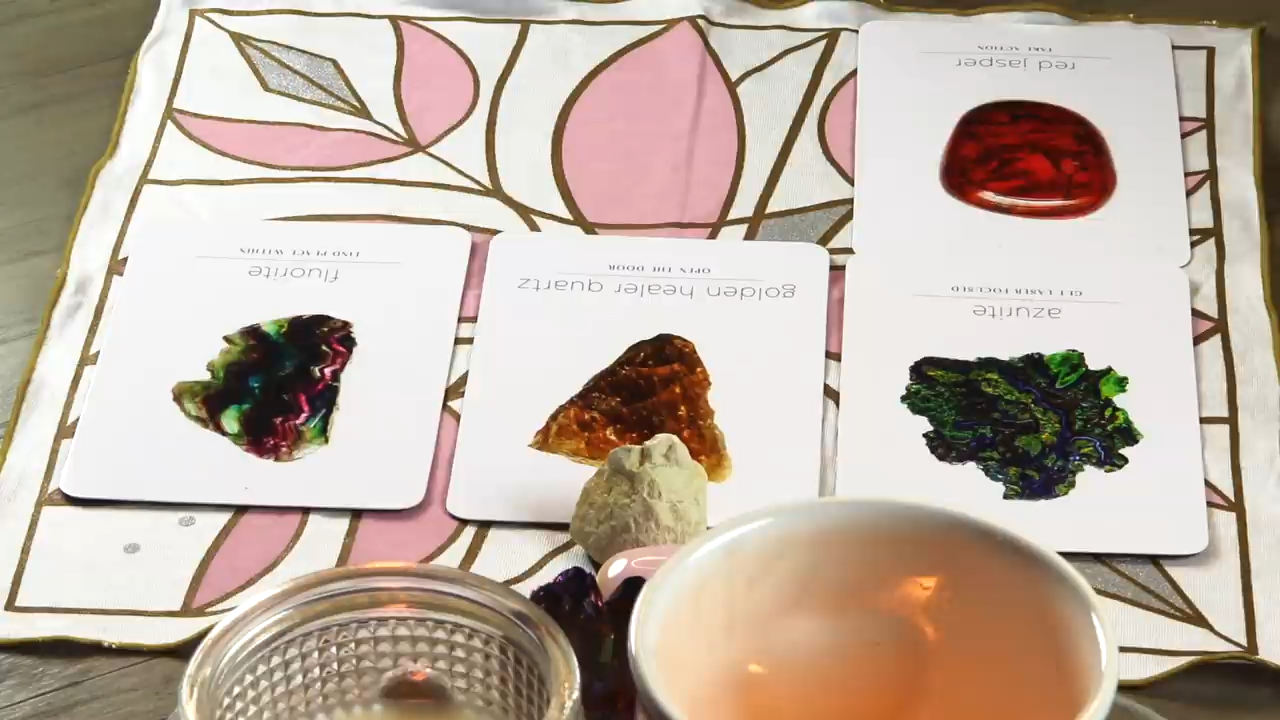 fluorite
FIND PEACE WITHIN
golden healer quartz
OPEN THE DOOR
red jasper
TAKE ACTION
azurite
GET LASER FOCUSED